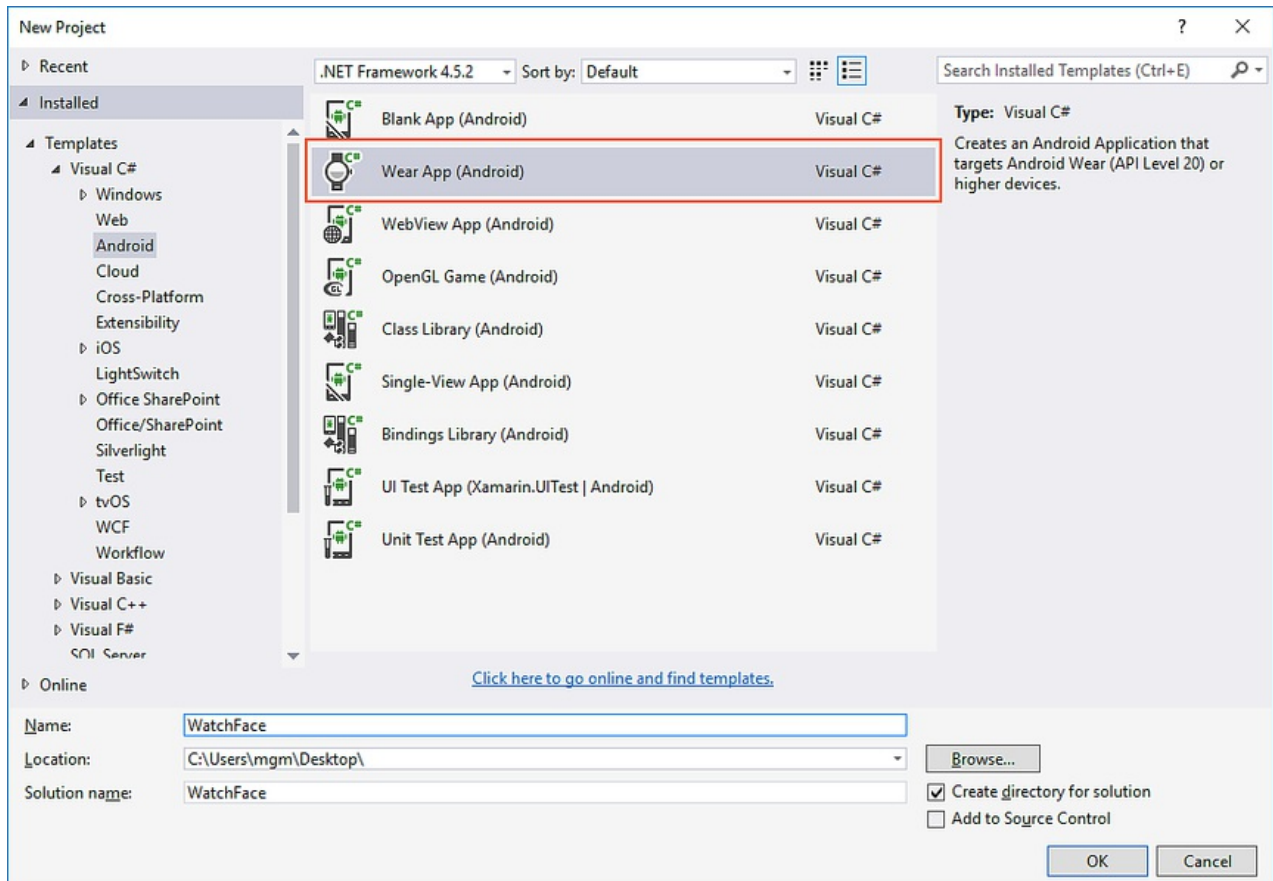 New Project
?
Recent
Installed
.NET Framework 4.5.2
Sort by: Default
Search Installed Templates (Ctrl+E)
Templates
Visual C#
Windows
Web
Android
Cloud
Cross-Platform
Extensibility
iOS
LightSwitch
Office SharePoint
Office/SharePoint
Silverlight
Test
tvOS
WCF
Workflow
Visual Basic
Visual C++
Visual F#
SQL Server
Online
C#
Blank App (Android) Visual C#
C#
Wear App (Android) Visual C#
C#
WebView App (Android) Visual C#
C#
GL
OpenGL Game (Android) Visual C#
C#
Class Library (Android) Visual C#
C#
Single-View App (Android) Visual C#
C#
Bindings Library (Android) Visual C#
C#
UI Test App (Xamarin.UITest | Android) Visual C#
C#
Unit Test App (Android) Visual C#
Click here to go online and find templates.
Type: Visual C#
Creates an Android Application that
targets Android Wear (API Level 20) or
higher devices.
Name: WatchFace
Location: C:\Users\mgm\Desktop\
Browse...
Solution name: WatchFace
Create directory for solution
Add to Source Control
OK
Cancel